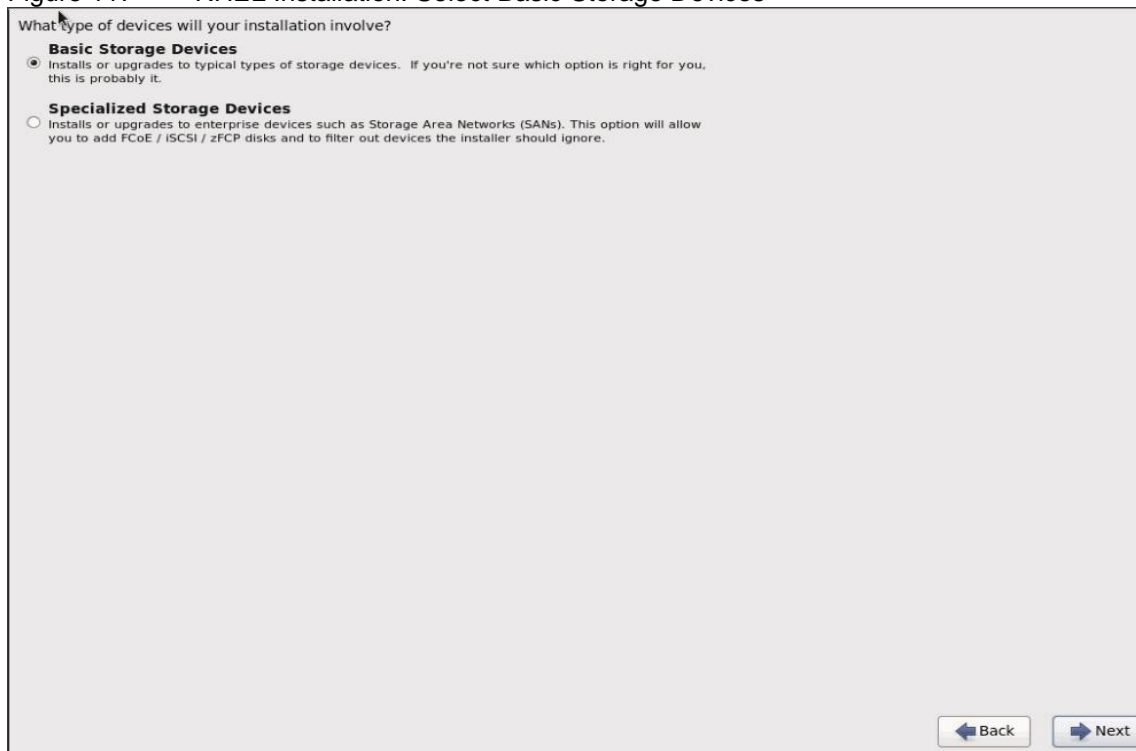 What type of devices will your installation involve?
Basic Storage Devices
Installs or upgrades to typical types of storage devices.  If you're not sure which option is right for you,
this is probably it.
Specialized Storage Devices
Installs or upgrades to enterprise devices such as Storage Area Networks (SANs). This option will allow
you to add FCoE / iSCSI / zFCP disks and to filter out devices the installer should ignore.
Back
Next